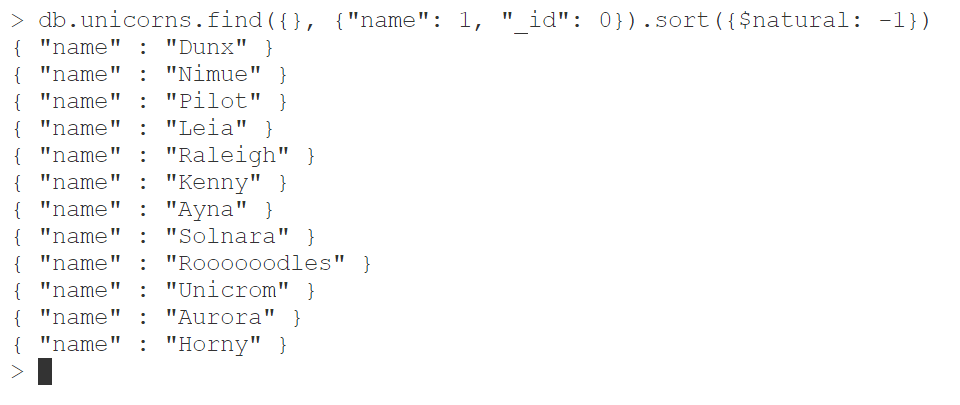 > db.unicorns.find({}, {"name": 1, "_id": 0}).sort({$natural: -1})
{ "name" : "Dunx" }
{ "name" : "Nimue" }
{ "name" : "Pilot" }
{ "name" : "Leia" }
{ "name" : "Raleigh" }
{ "name" : "Kenny" }
{ "name" : "Ayna" }
{ "name" : "Solnara" }
{ "name" : "Roooooodles" }
{ "name" : "Unicrom" }
{ "name" : "Aurora" }
{ "name" : "Horny" }
>